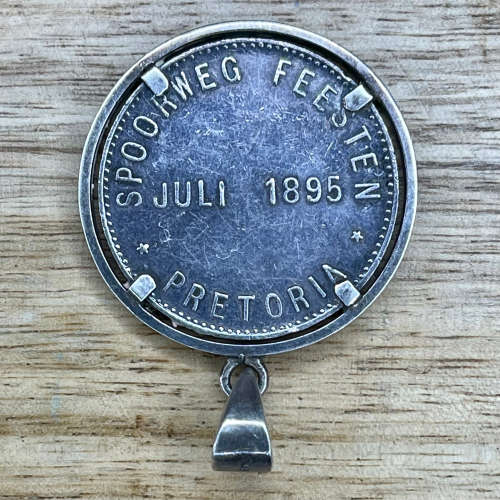 SPOORWEG FEESTEN
JULI 1895
* PRETORIA *